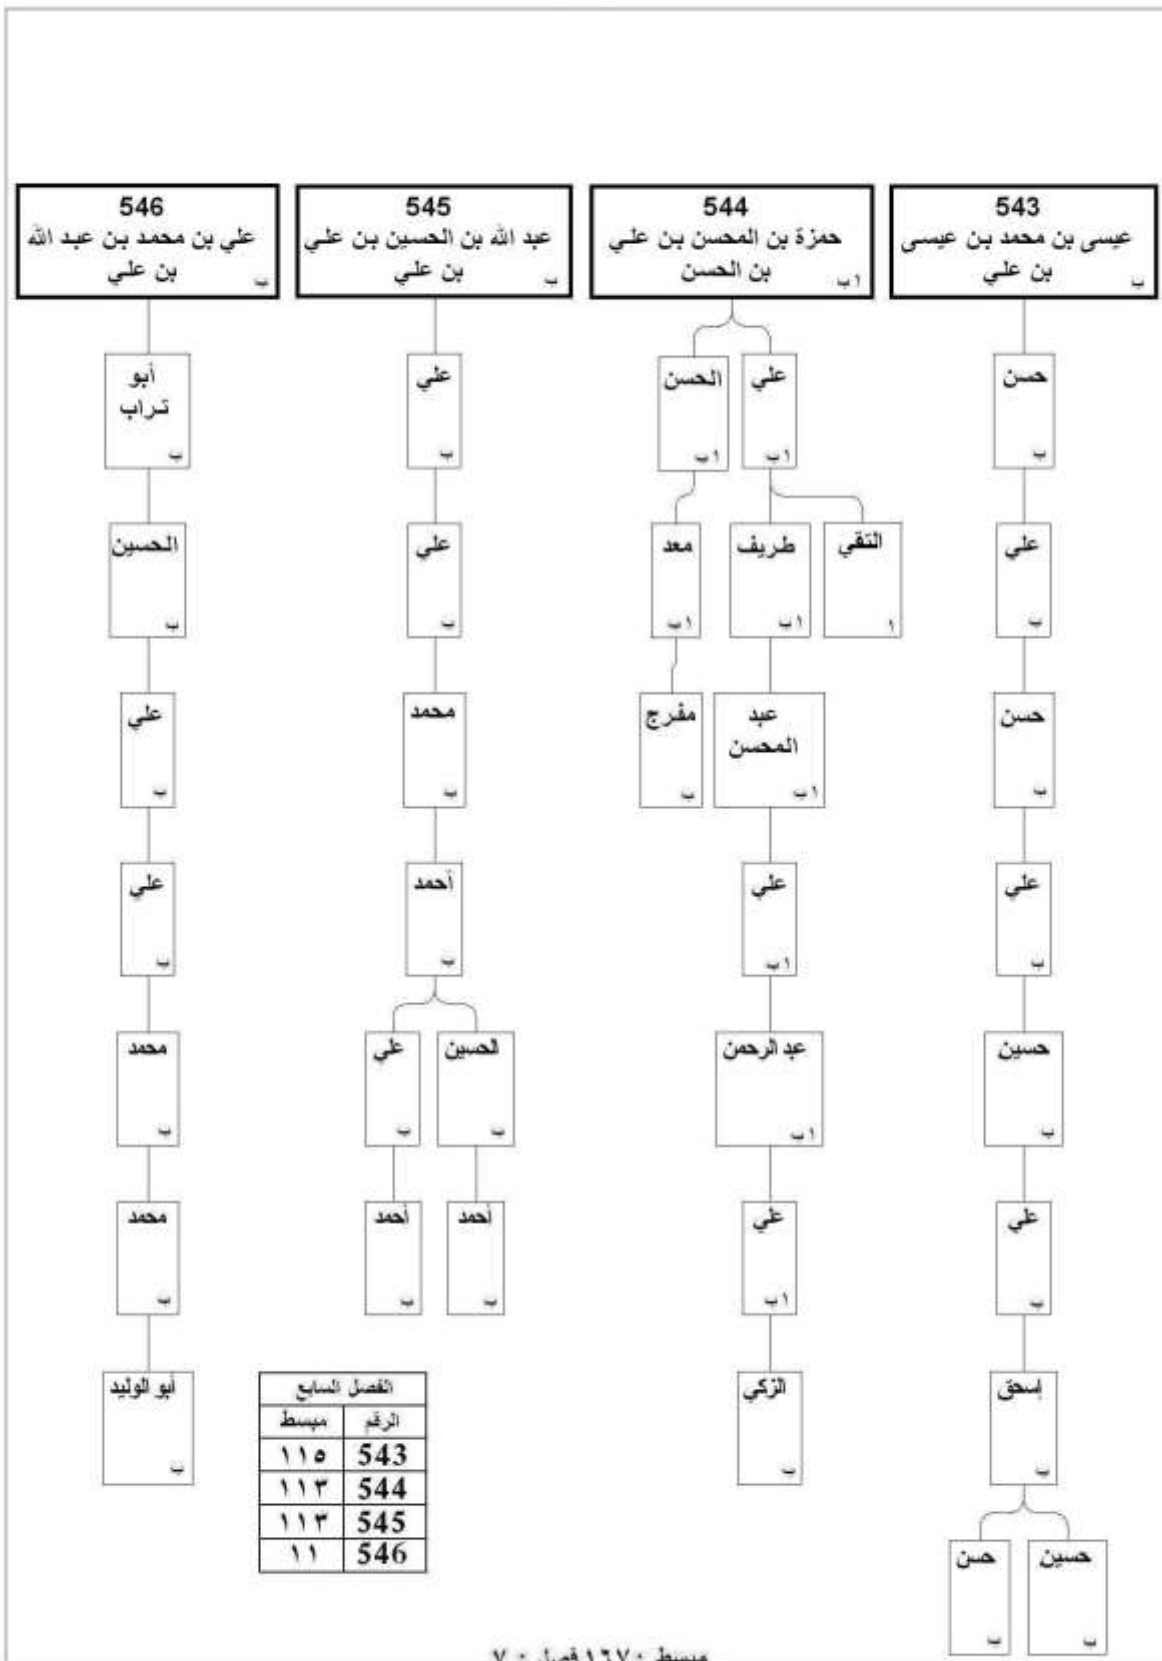 543
عيسى بن محمد بن عيسى
بن علي
ب
حسن
ب
علي
ب
حسن
ب
علي
ب
حسين
ب
علي
ب
إسحق
ب
حسين
ب
حسن
ب
544
حمزة بن المحسن بن علي
بن الحسن
ا ب
علي
ا ب
الحسن
ا ب
التقي
ا
طريف
ا ب
معد
ا ب
عبد
المحسن
ا ب
مفرج
ب
علي
ا ب
عبد الرحمن
ا ب
علي
ا ب
الزكي
ب
545
عبد الله بن الحسين بن علي
بن علي
ب
علي
ب
علي
ب
محمد
ب
أحمد
ب
الحسين
ب
علي
ب
أحمد
ب
أحمد
ب
546
علي بن محمد بن عبد الله
بن علي
ب
أبو
تراب
ب
الحسين
ب
علي
ب
علي
ب
محمد
ب
محمد
ب
أبو الوليد
ب
الفصل السابع
الرقم مبسط
543 ١١٥
544 ١١٣
545 ١١٣
546 ١١
مبسط ١٦٧٠ فصل ٧٠